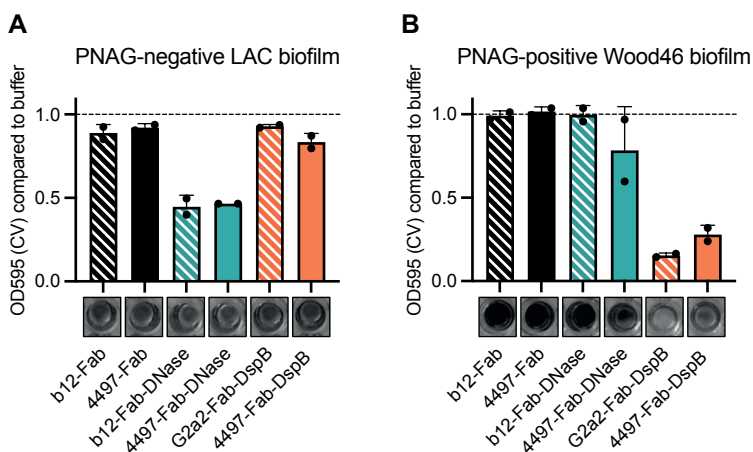 A
PNAG-negative LAC biofilm
OD595 (CV) compared to buffer
1.0
0.5
0.0
b12-Fab
4497-Fab
b12-Fab-DNase
4497-Fab-DNase
G2a2-Fab-DspB
4497-Fab-DspB
B
PNAG-positive Wood46 biofilm
OD595 (CV) compared to buffer
1.0
0.5
0.0
b12-Fab
4497-Fab
b12-Fab-DNase
4497-Fab-DNase
G2a2-Fab-DspB
4497-Fab-DspB